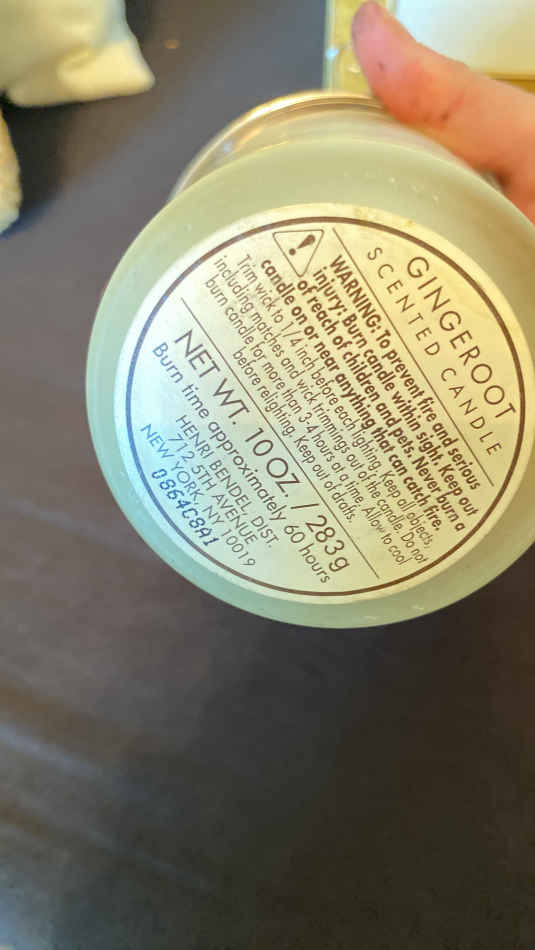 GINGEROOT
SCENTED CANDLE
WARNING: To prevent fire and serious
injury: Burn candle within sight. Keep out
of reach of children and pets. Never burn a
candle on or near anything that can catch fire.
Trim wick to 1/4 inch before each lighting. Keep all objects,
including matches and wick trimmings out of the candle. Do not
burn candle for more than 3-4 hours at a time. Allow to cool
before relighting. Keep out of drafts.
NET WT. 10 OZ. / 283g
Burn time approximately 60 hours
HENRI BENDEL, DIST.
712 5TH AVENUE
NEW YORK, NY 10019
0864C8A1